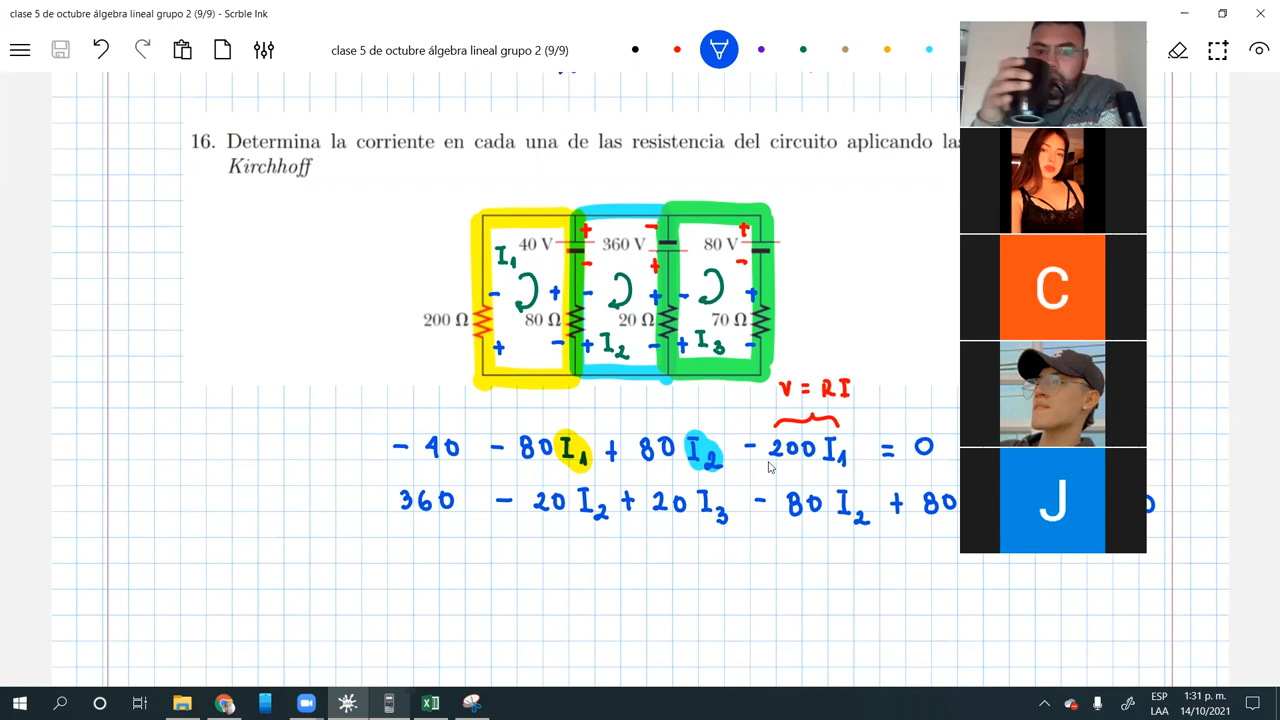 clase 5 de octubre álgebra lineal grupo 2 (9/9) - Scrble Ink
clase 5 de octubre álgebra lineal grupo 2 (9/9)
16. Determina la corriente en cada una de las resistencia del circuito aplicando las
Kirchhoff
40 V 360 V 80 V
I₁
200 Ω 80 Ω 20 Ω 70 Ω
I₂ I₃
V = RI
- 40 - 80 I₁ + 80 I₂ - 200 I₁ = 0
360 - 20 I₂ + 20 I₃ - 80 I₂ + 80
C
J
ESP 1:31 p. m.
LAA 14/10/2021